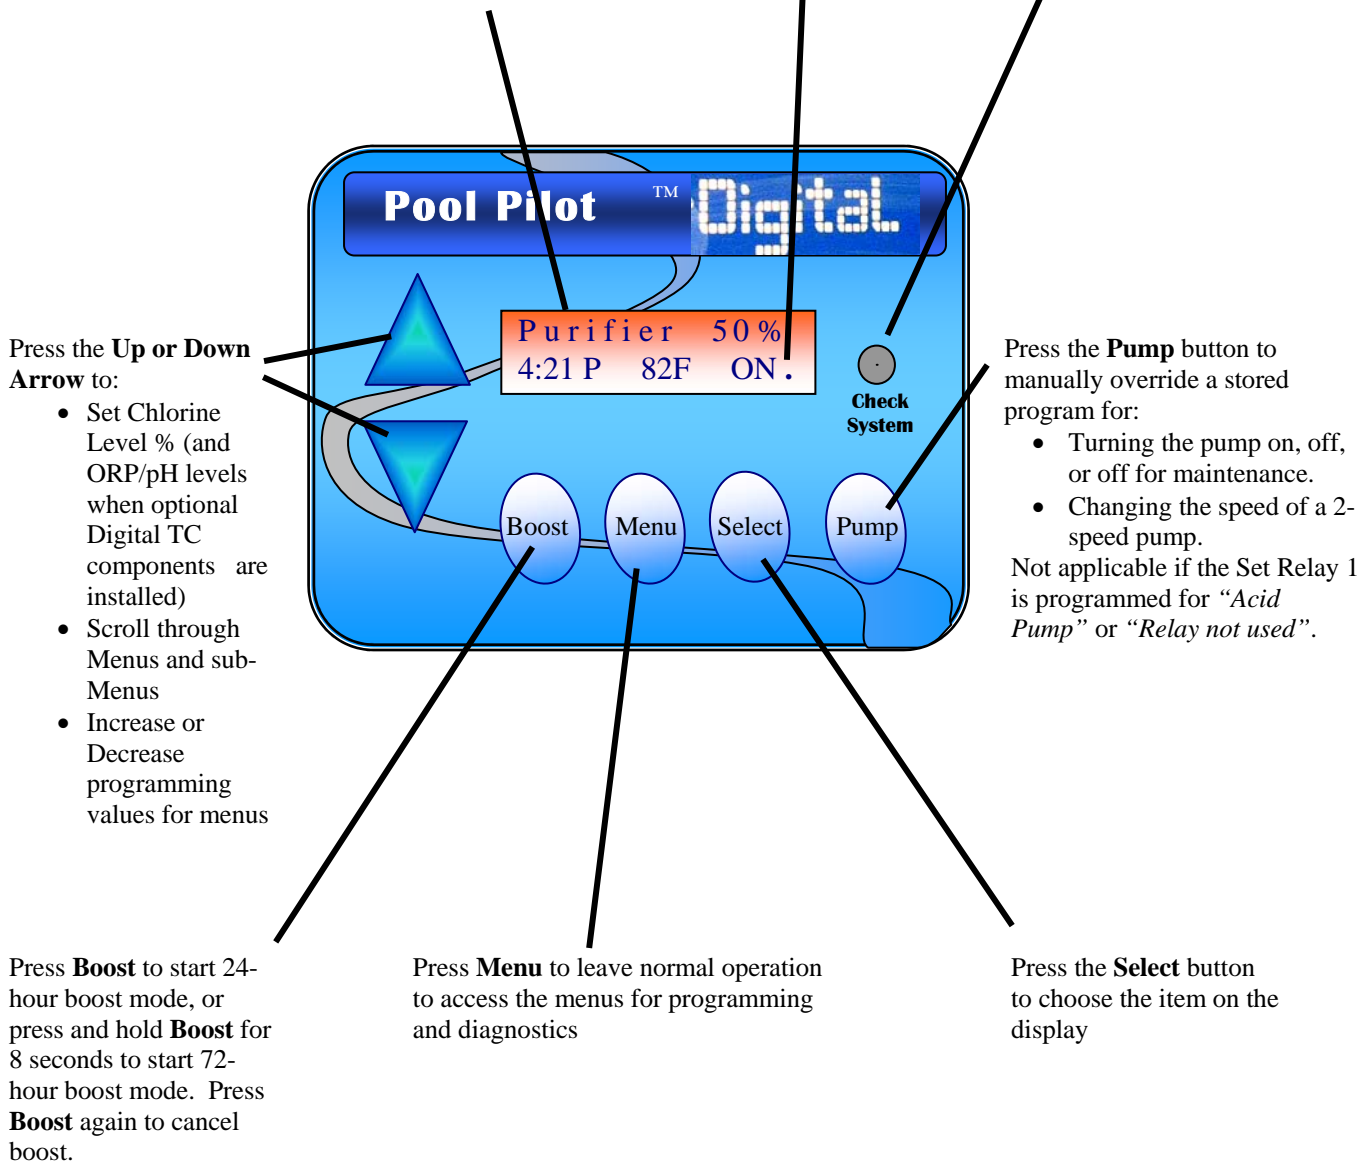 Pool Pilot ™ Digital
Purifier 50%
4:21 P 82F ON.
Check
System
Boost
Menu
Select
Pump
Press the Up or Down
Arrow to:
• Set Chlorine
Level % (and
ORP/pH levels
when optional
Digital TC
components are
installed)
• Scroll through
Menus and sub-
Menus
• Increase or
Decrease
programming
values for menus
Press the Pump button to
manually override a stored
program for:
• Turning the pump on, off,
or off for maintenance.
• Changing the speed of a 2-
speed pump.
Not applicable if the Set Relay 1
is programmed for “Acid
Pump” or “Relay not used”.
Press Boost to start 24-
hour boost mode, or
press and hold Boost for
8 seconds to start 72-
hour boost mode. Press
Boost again to cancel
boost.
Press Menu to leave normal operation
to access the menus for programming
and diagnostics
Press the Select button
to choose the item on the
display